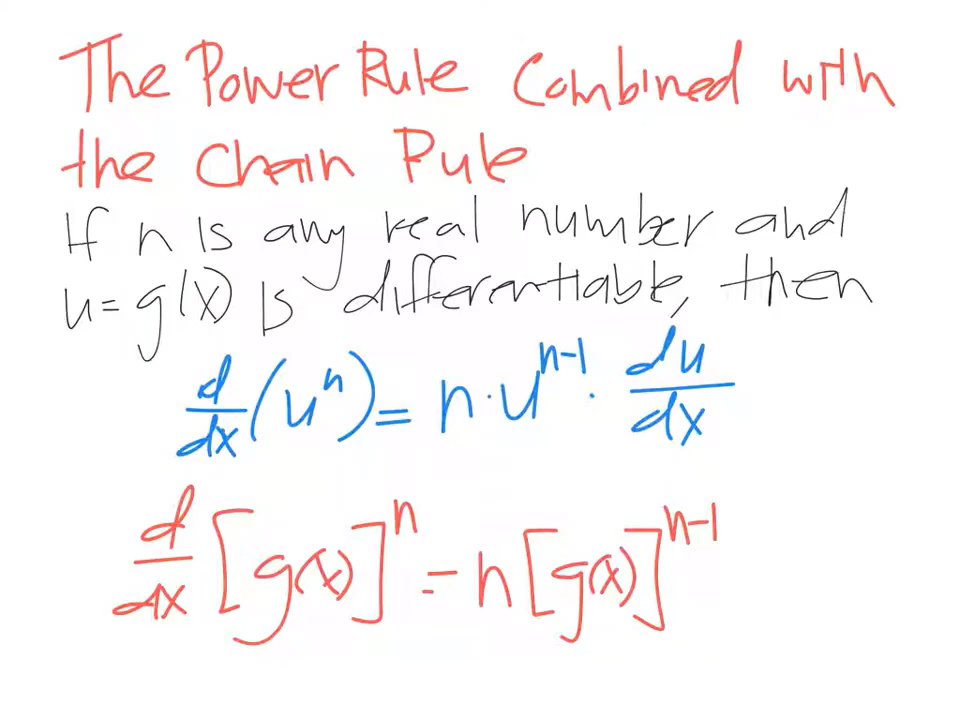 The Power Rule Combined with
the Chain Rule
If n is any real number and
u = g(x) is differentiable, then
d/dx (u^n) = n · u^(n-1) · du/dx
d/dx [g(x)]^n = n [g(x)]^(n-1)